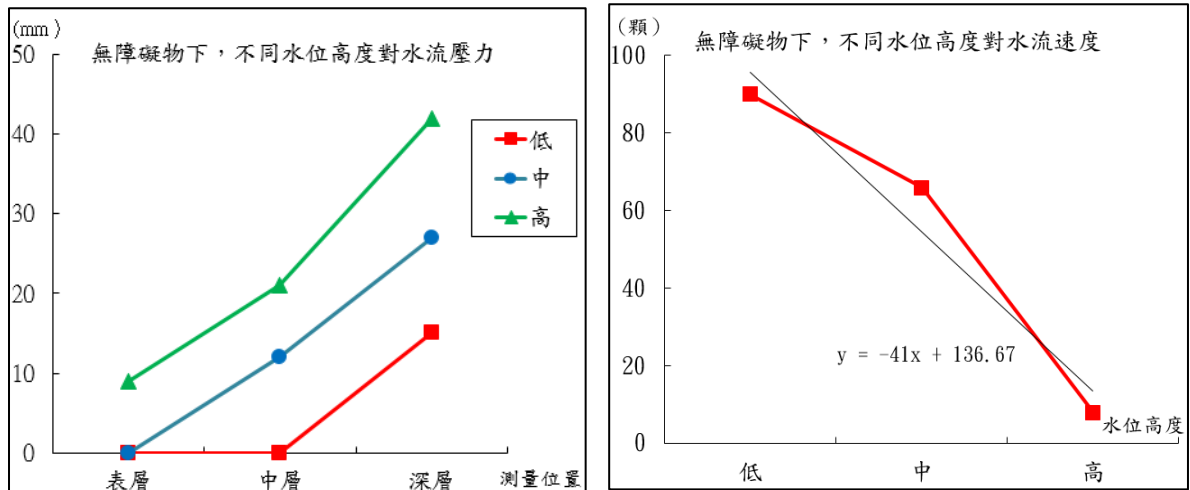 (mm)
無障礙物下，不同水位高度對水流壓力
50
40
30
20
10
0
低
中
高
表層
中層
深層
測量位置
(顆)
無障礙物下，不同水位高度對水流速度
100
80
60
40
20
0
y = -41x + 136.67
水位高度
低
中
高